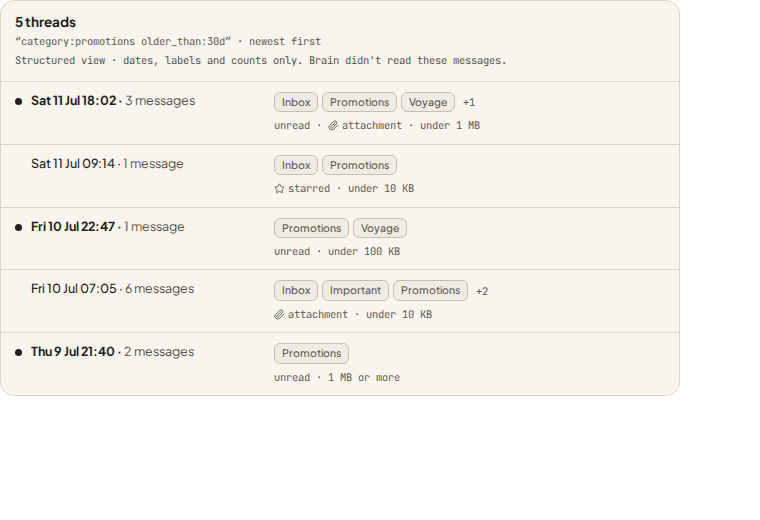 5 threads
“category:promotions older_than:30d” · newest first
Structured view · dates, labels and counts only. Brain didn't read these messages.
Sat 11 Jul 18:02 · 3 messages
Inbox Promotions Voyage +1
unread · attachment · under 1 MB
Sat 11 Jul 09:14 · 1 message
Inbox Promotions
starred · under 10 KB
Fri 10 Jul 22:47 · 1 message
Promotions Voyage
unread · under 100 KB
Fri 10 Jul 07:05 · 6 messages
Inbox Important Promotions +2
attachment · under 10 KB
Thu 9 Jul 21:40 · 2 messages
Promotions
unread · 1 MB or more